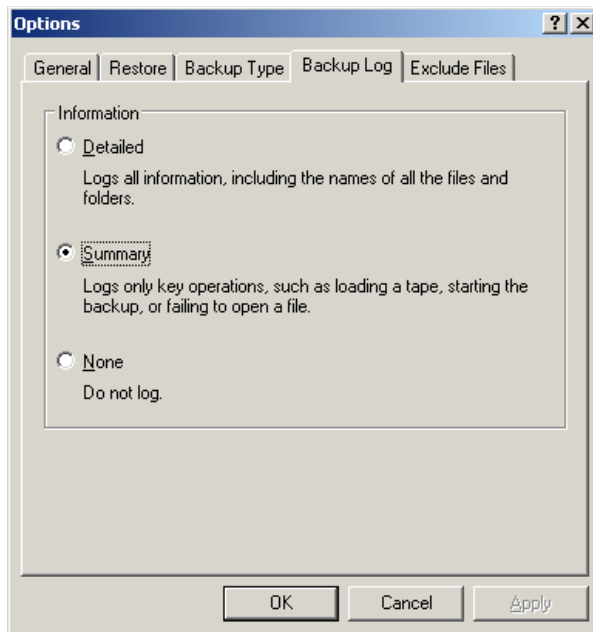 Options
General Restore Backup Type Backup Log Exclude Files
Information
Detailed
Logs all information, including the names of all the files and
folders.
Summary
Logs only key operations, such as loading a tape, starting the
backup, or failing to open a file.
None
Do not log.
OK Cancel Apply